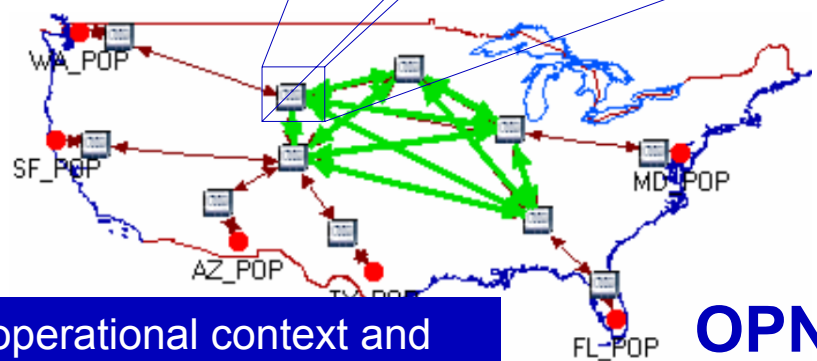 WA_POP
SF_POP
MD_POP
AZ_POP
FL_POP
operational context and
OPN